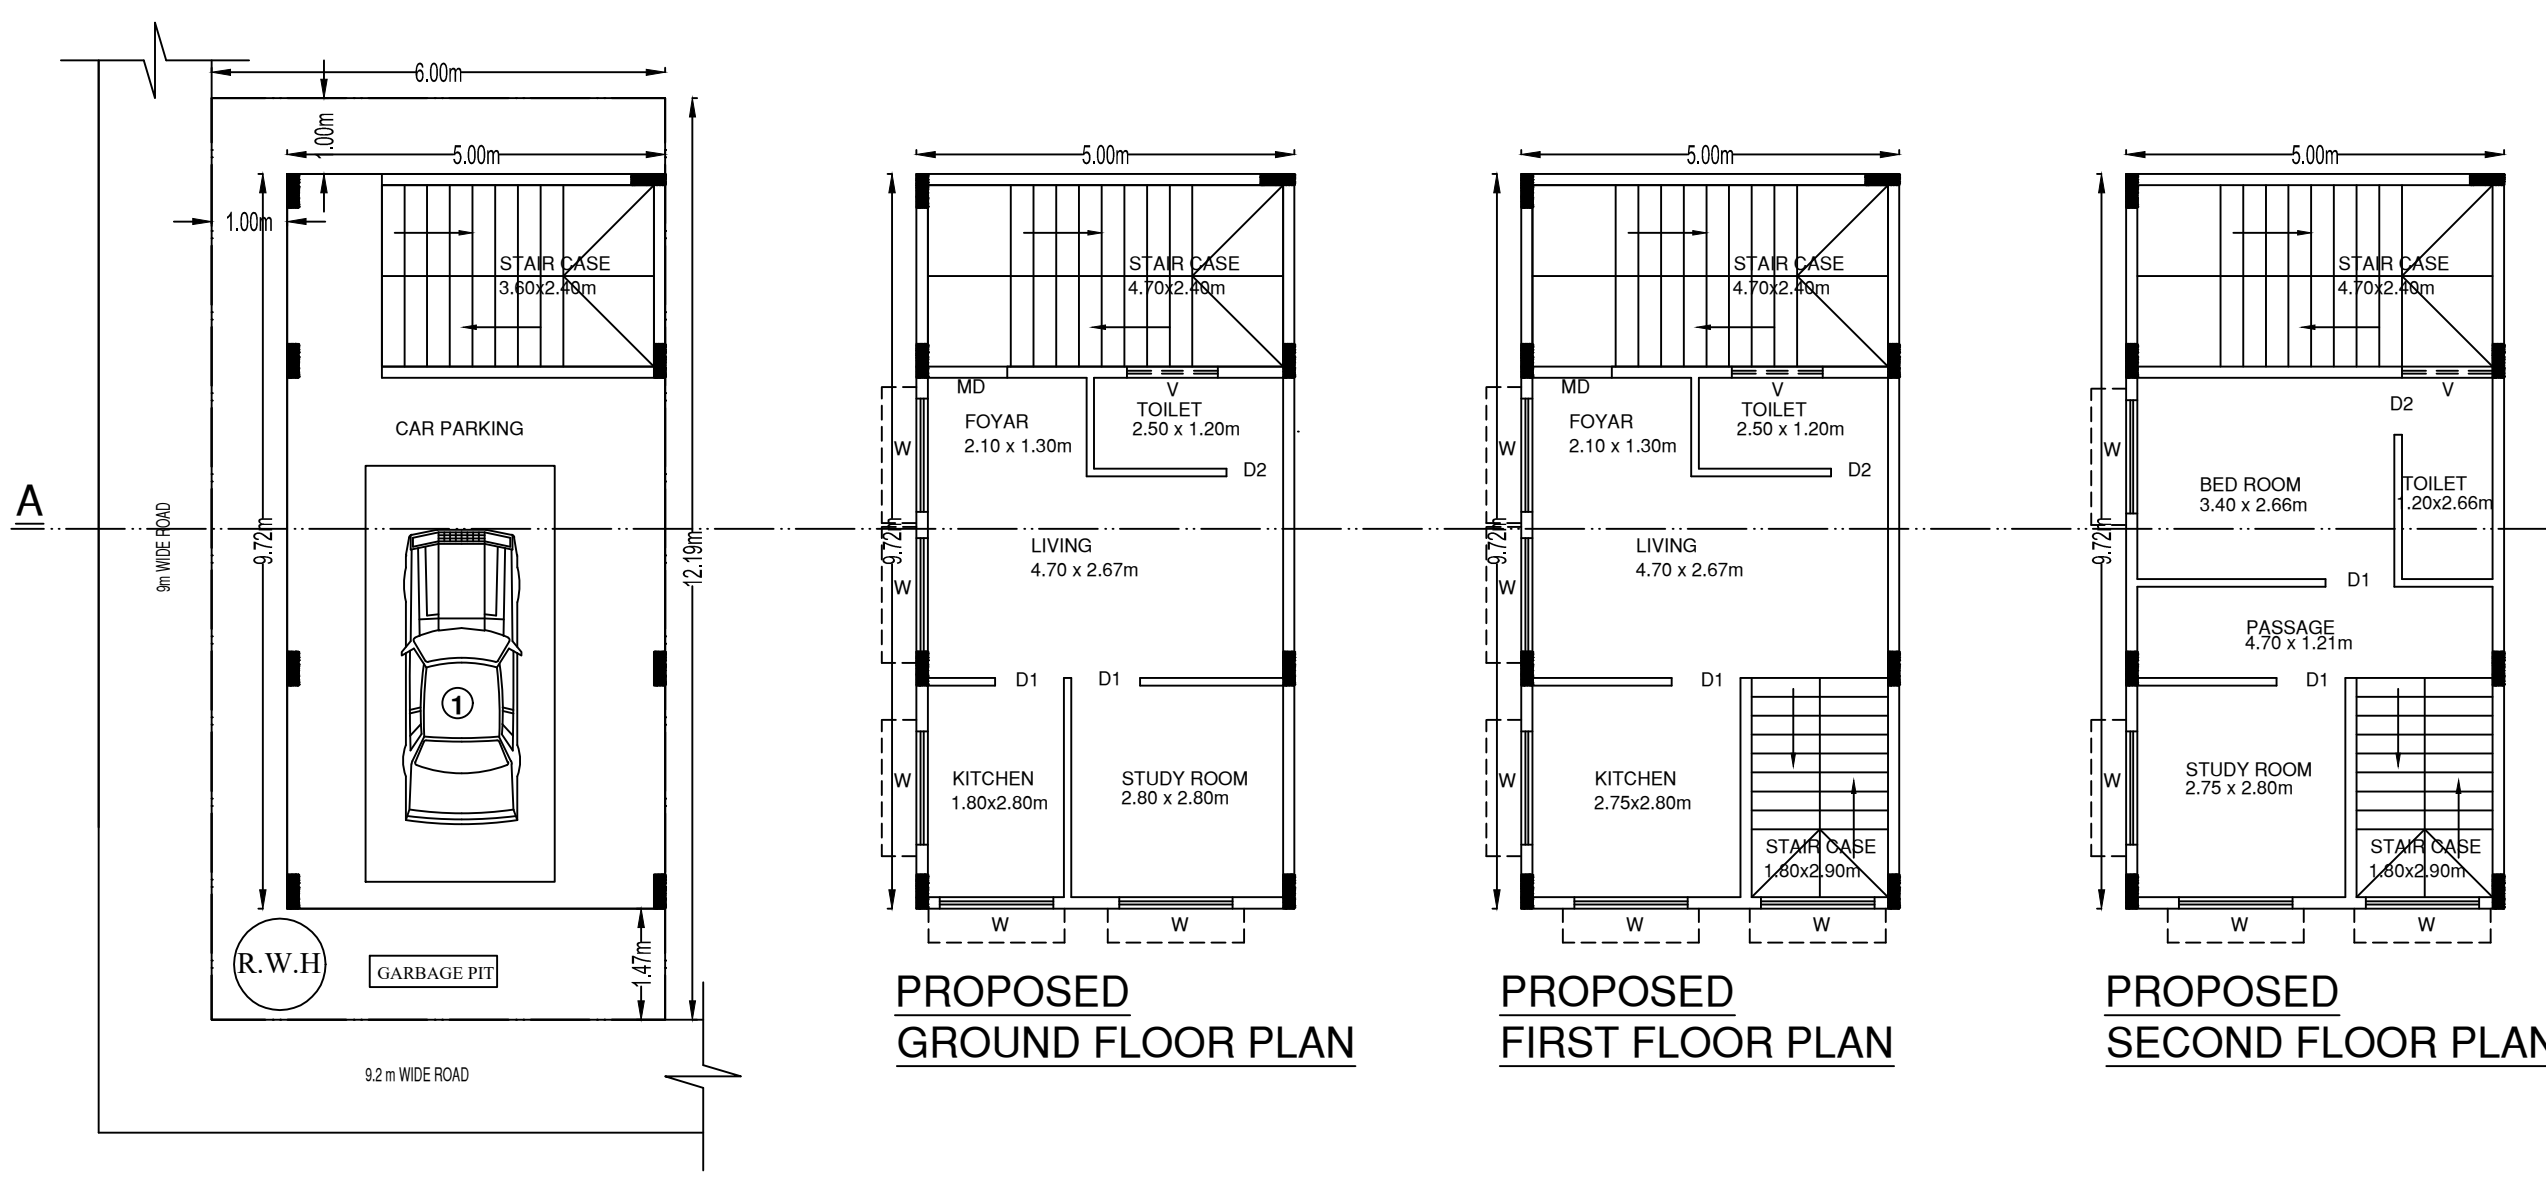 6.00m
1.00m
5.00m
1.00m
STAIR CASE
3.60x2.40m
CAR PARKING
A
9m WIDE ROAD
9.72m
12.19m
1
R.W.H
GARBAGE PIT
1.47m
9.2 m WIDE ROAD
5.00m
STAIR CASE
4.70x2.40m
MD
V
FOYAR
2.10 x 1.30m
TOILET
2.50 x 1.20m
W
D2
9.72m
LIVING
4.70 x 2.67m
W
D1
D1
W
KITCHEN
1.80x2.80m
STUDY ROOM
2.80 x 2.80m
W
W
PROPOSED
GROUND FLOOR PLAN
5.00m
STAIR CASE
4.70x2.40m
MD
V
FOYAR
2.10 x 1.30m
TOILET
2.50 x 1.20m
W
D2
9.72m
LIVING
4.70 x 2.67m
W
D1
W
KITCHEN
2.75x2.80m
STAIR CASE
1.80x2.90m
W
W
PROPOSED
FIRST FLOOR PLAN
5.00m
STAIR CASE
4.70x2.40m
V
D2
W
BED ROOM
3.40 x 2.66m
TOILET
1.20x2.66m
9.72m
D1
PASSAGE
4.70 x 1.21m
D1
W
STUDY ROOM
2.75 x 2.80m
STAIR CASE
1.80x2.90m
W
W
PROPOSED
SECOND FLOOR PLAN